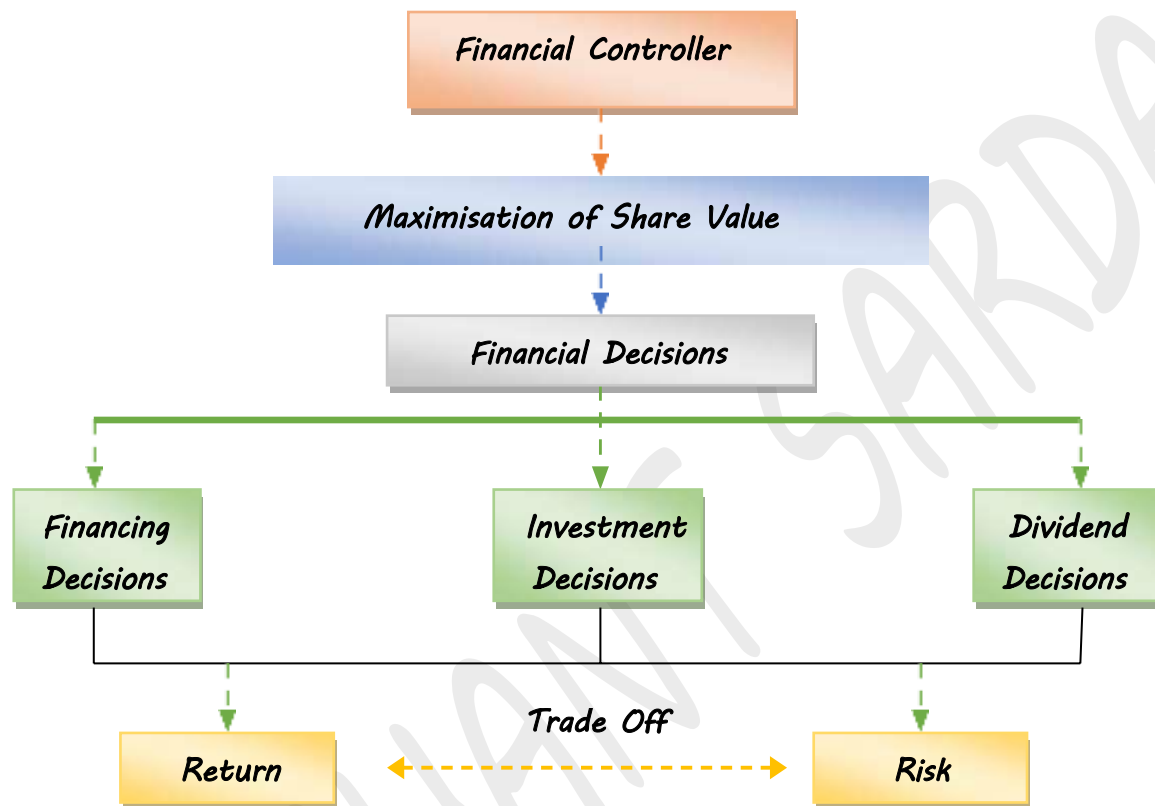 Financial Controller
Maximisation of Share Value
Financial Decisions
Financing
Decisions
Investment
Decisions
Dividend
Decisions
Trade Off
Return
Risk